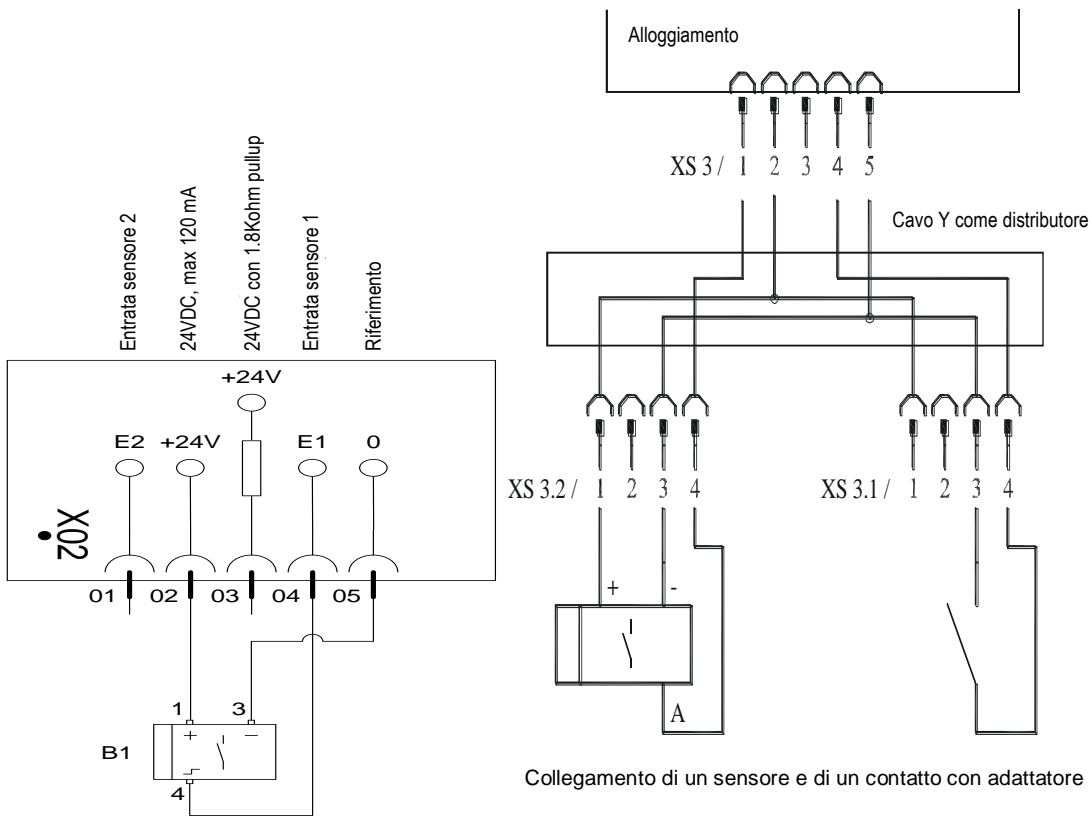 Alloggiamento
XS 3 / 1 2 3 4 5
Cavo Y come distributore
Entrata sensore 2
24VDC, max 120 mA
24VDC con 1.8Kohm pullup
Entrata sensore 1
Riferimento
+24V
E2 +24V E1 0
X02
01 02 03 04 05
1 3
+ −
B1
4
XS 3.2 / 1 2 3 4
XS 3.1 / 1 2 3 4
+ -
A
Collegamento di un sensore e di un contatto con adattatore